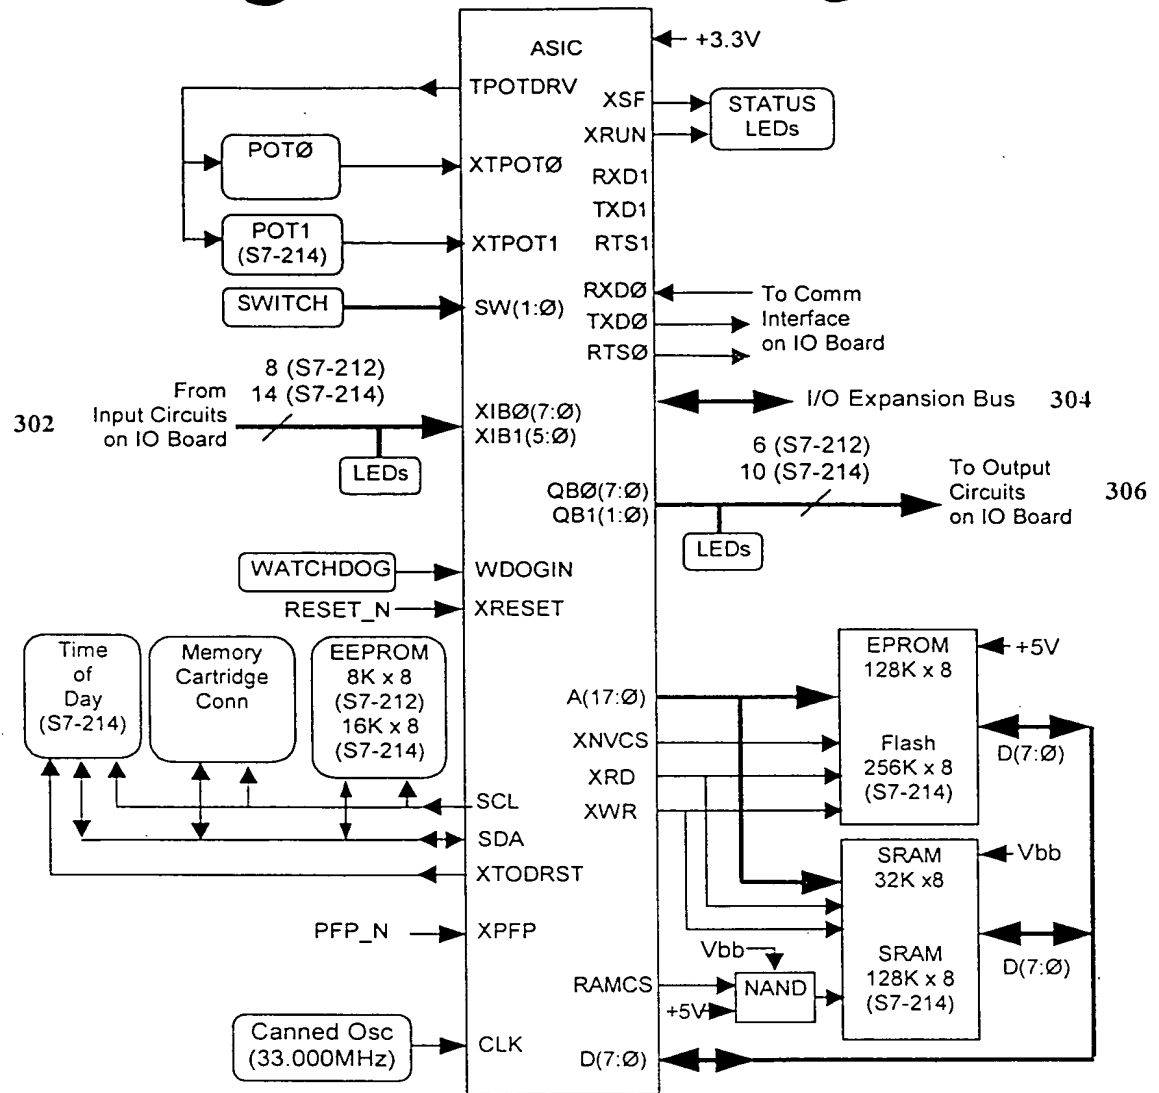 ASIC
+3.3V
TPOTDRV
XSF
XRUN
STATUS
LEDs
POTØ
XTPOTØ
RXD1
TXD1
RTS1
POT1
(S7-214)
XTPOT1
SWITCH
SW(1:Ø)
RXDØ
TXDØ
RTSØ
To Comm
Interface
on IO Board
8 (S7-212)
14 (S7-214)
302
From
Input Circuits
on IO Board
XIBØ(7:Ø)
XIB1(5:Ø)
LEDs
I/O Expansion Bus
304
6 (S7-212)
10 (S7-214)
QBØ(7:Ø)
QB1(1:Ø)
To Output
Circuits
on IO Board
306
LEDs
WATCHDOG
WDOGIN
RESET_N
XRESET
Time
of
Day
(S7-214)
Memory
Cartridge
Conn
EEPROM
8K x 8
(S7-212)
16K x 8
(S7-214)
SCL
SDA
XTODRST
PFP_N
XPFP
Canned Osc
(33.000MHz)
CLK
A(17:Ø)
XNVCS
XRD
XWR
EPROM
128K x 8
Flash
256K x 8
(S7-214)
+5V
D(7:Ø)
SRAM
32K x8
SRAM
128K x 8
(S7-214)
Vbb
D(7:Ø)
Vbb
RAMCS
NAND
+5V
D(7:Ø)